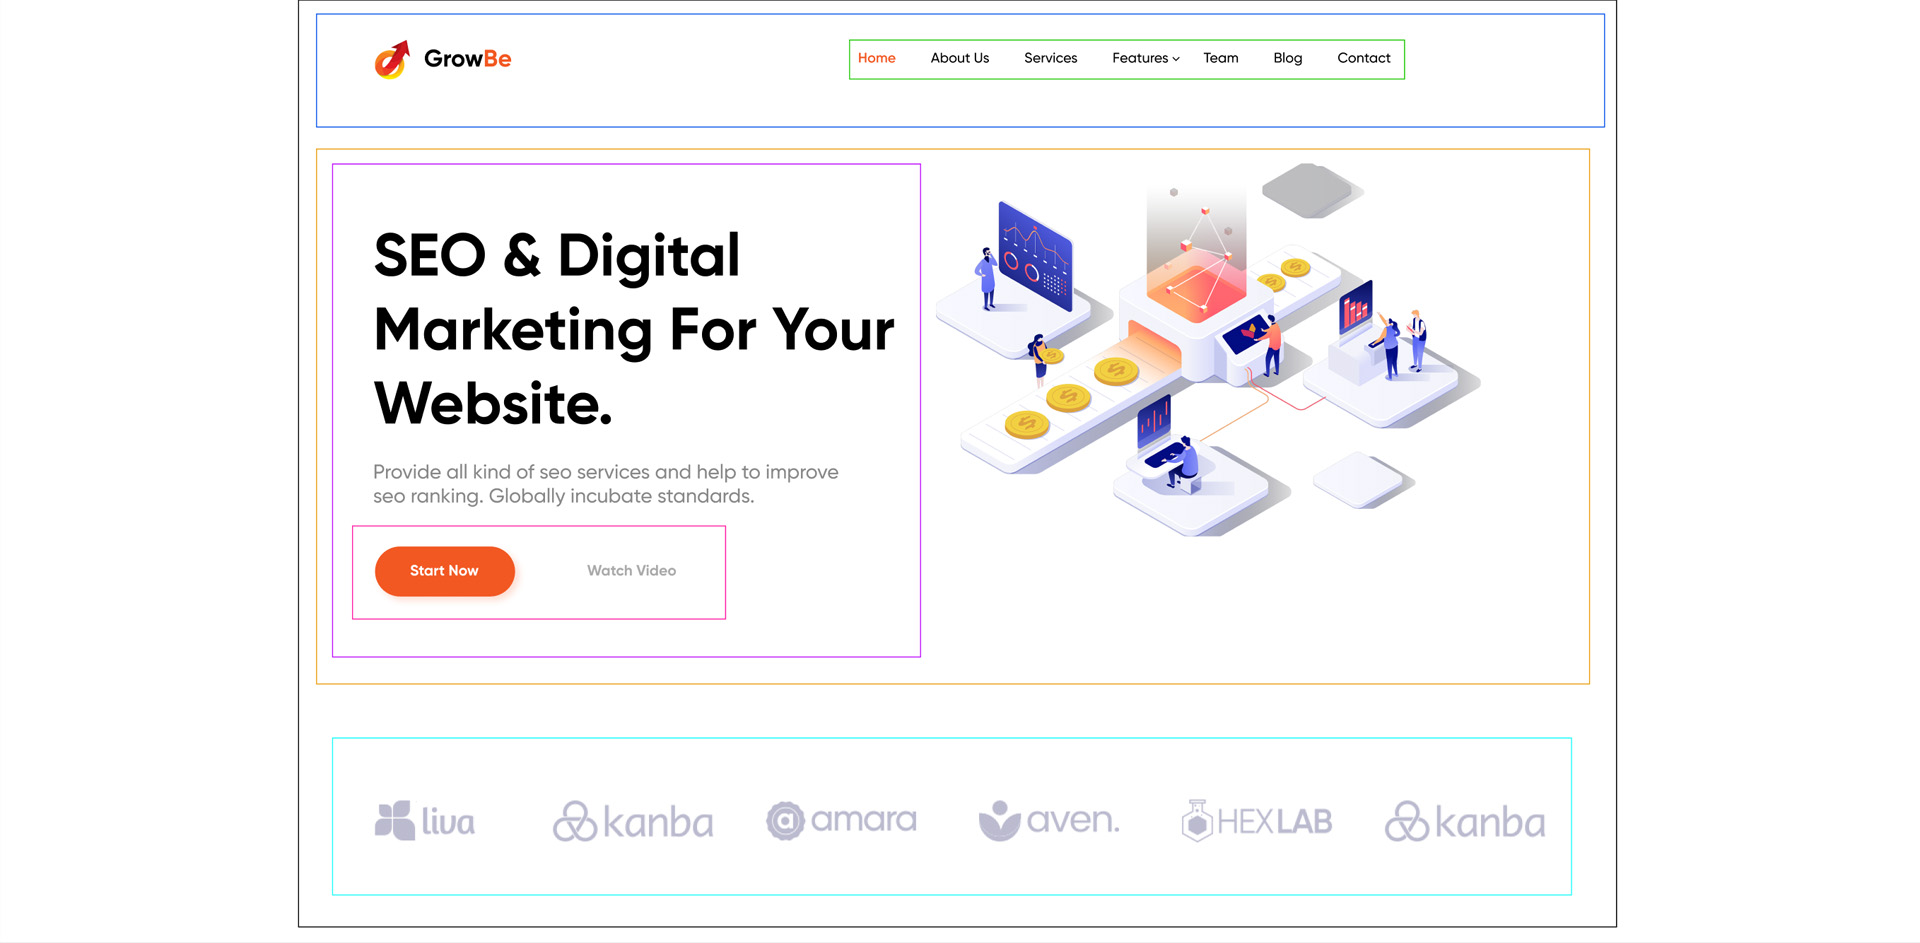 GrowBe
Home About Us Services Features Team Blog Contact
SEO & Digital
Marketing For Your
Website.
Provide all kind of seo services and help to improve
seo ranking. Globally incubate standards.
Start Now Watch Video
liva kanba amara aven. HEXLAB kanba